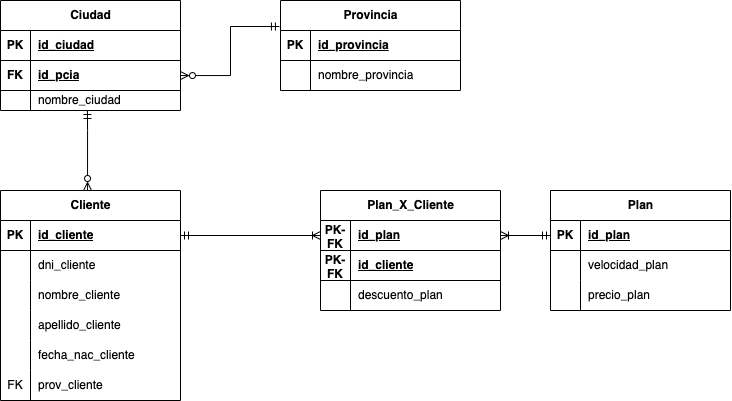 Ciudad
PK id_ciudad
FK id_pcia
nombre_ciudad
Provincia
PK id_provincia
nombre_provincia
Cliente
PK id_cliente
dni_cliente
nombre_cliente
apellido_cliente
fecha_nac_cliente
FK prov_cliente
Plan_X_Cliente
PK-
FK id_plan
PK-
FK id_cliente
descuento_plan
Plan
PK id_plan
velocidad_plan
precio_plan